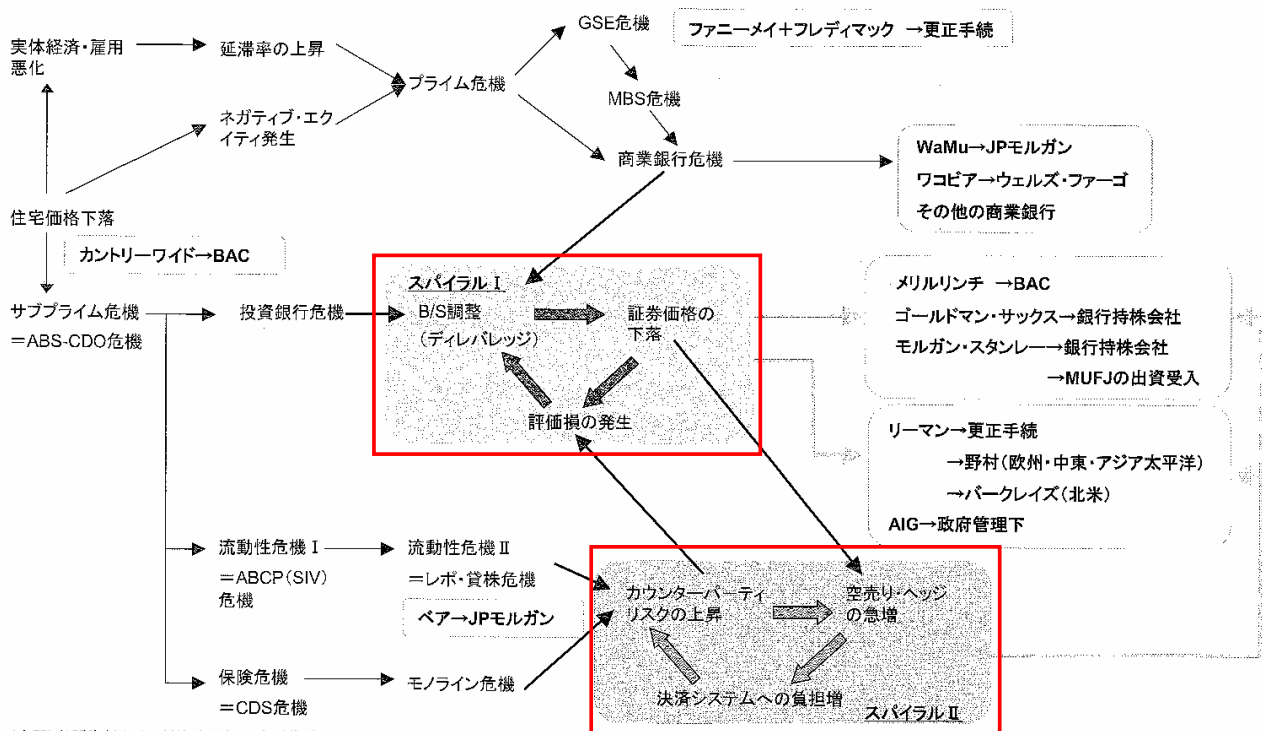 GSE危機
ファニーメイ+フレディマック →更正手続
実体経済・雇用
悪化
延滞率の上昇
プライム危機
MBS危機
ネガティブ・エク
イティ発生
商業銀行危機
WaMu→JPモルガン
ワコビア→ウェルズ・ファーゴ
その他の商業銀行
住宅価格下落
カントリーワイド→BAC
サブプライム危機
=ABS-CDO危機
投資銀行危機
スパイラルⅠ
B/S調整
(ディレバレッジ)
証券価格の
下落
評価損の発生
メリルリンチ →BAC
ゴールドマン・サックス→銀行持株会社
モルガン・スタンレー→銀行持株会社
→MUFJの出資受入
リーマン→更正手続
→野村(欧州・中東・アジア太平洋)
→バークレイズ(北米)
AIG→政府管理下
流動性危機Ⅰ
=ABCP(SIV)
危機
流動性危機Ⅱ
=レポ・貸株危機
ベア→JPモルガン
カウンターパーティ
リスクの上昇
空売り・ヘッジ
の急増
決済システムへの負担増
スパイラルⅡ
保険危機
=CDS危機
モノライン危機